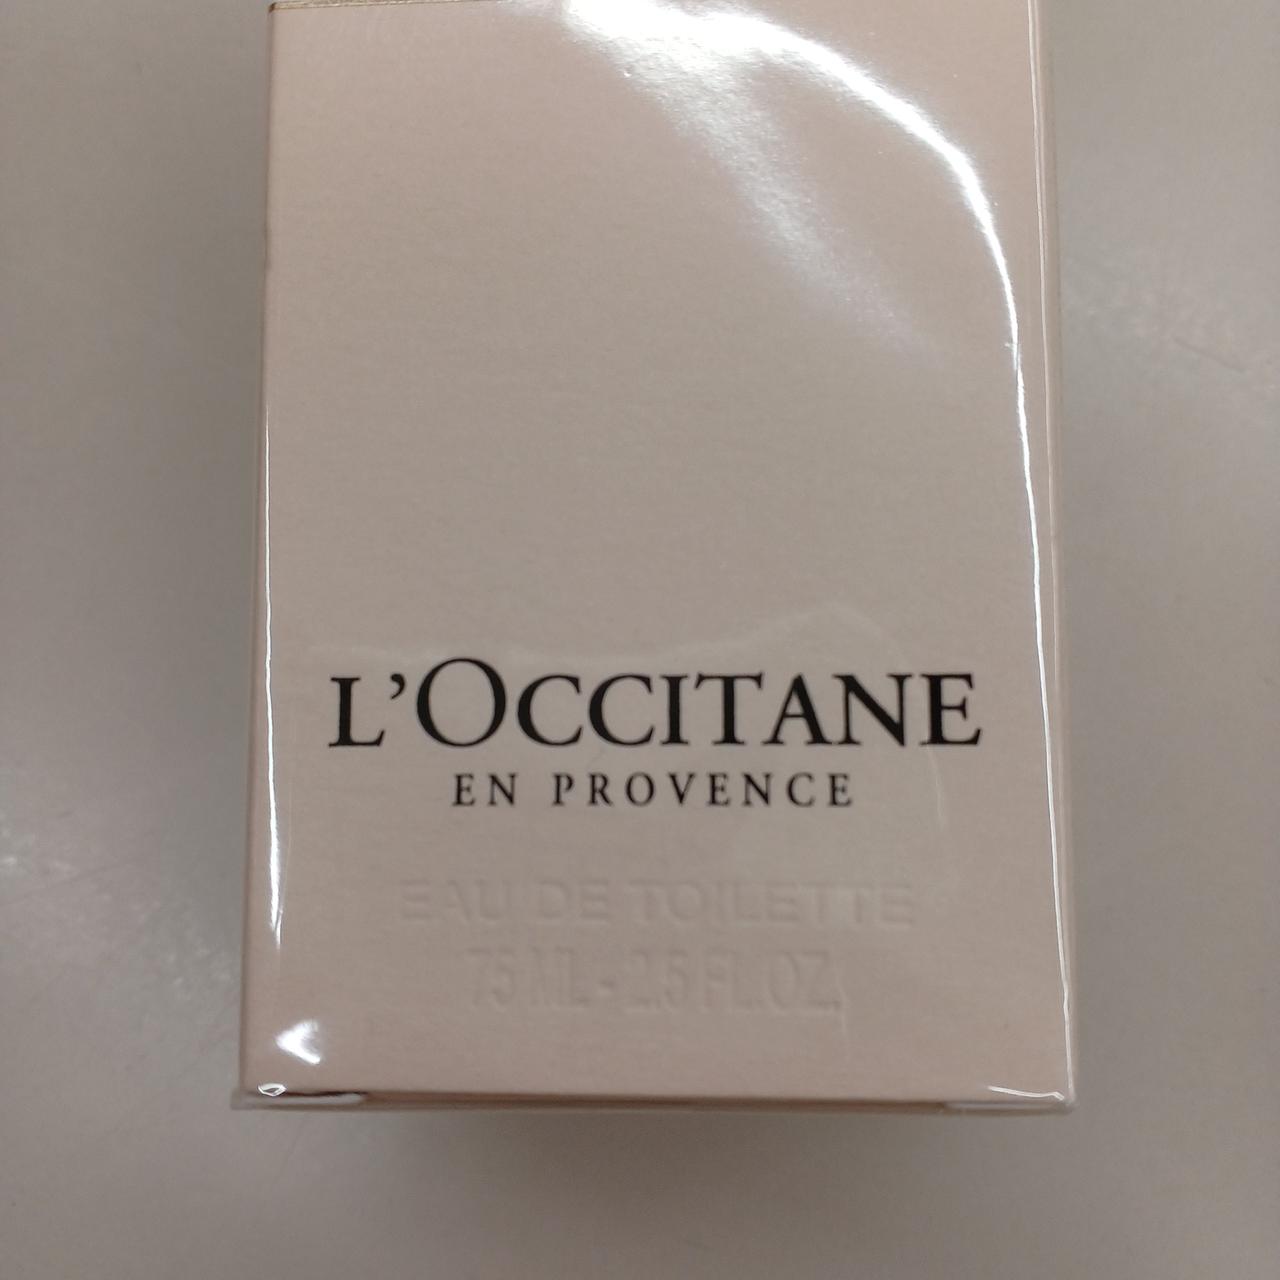 L'OCCITANE
EN PROVENCE
EAU DE TOILETTE
75 ML - 2.5 FL.OZ.